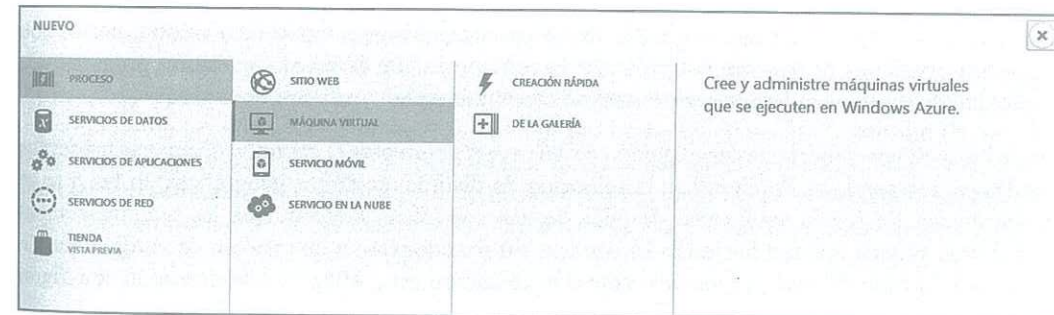 NUEVO
PROCESO
SERVICIOS DE DATOS
SERVICIOS DE APLICACIONES
SERVICIOS DE RED
TIENDA
VISTA PREVIA
SITIO WEB
MÁQUINA VIRTUAL
SERVICIO MÓVIL
SERVICIO EN LA NUBE
CREACIÓN RÁPIDA
DE LA GALERÍA
Cree y administre máquinas virtuales
que se ejecuten en Windows Azure.